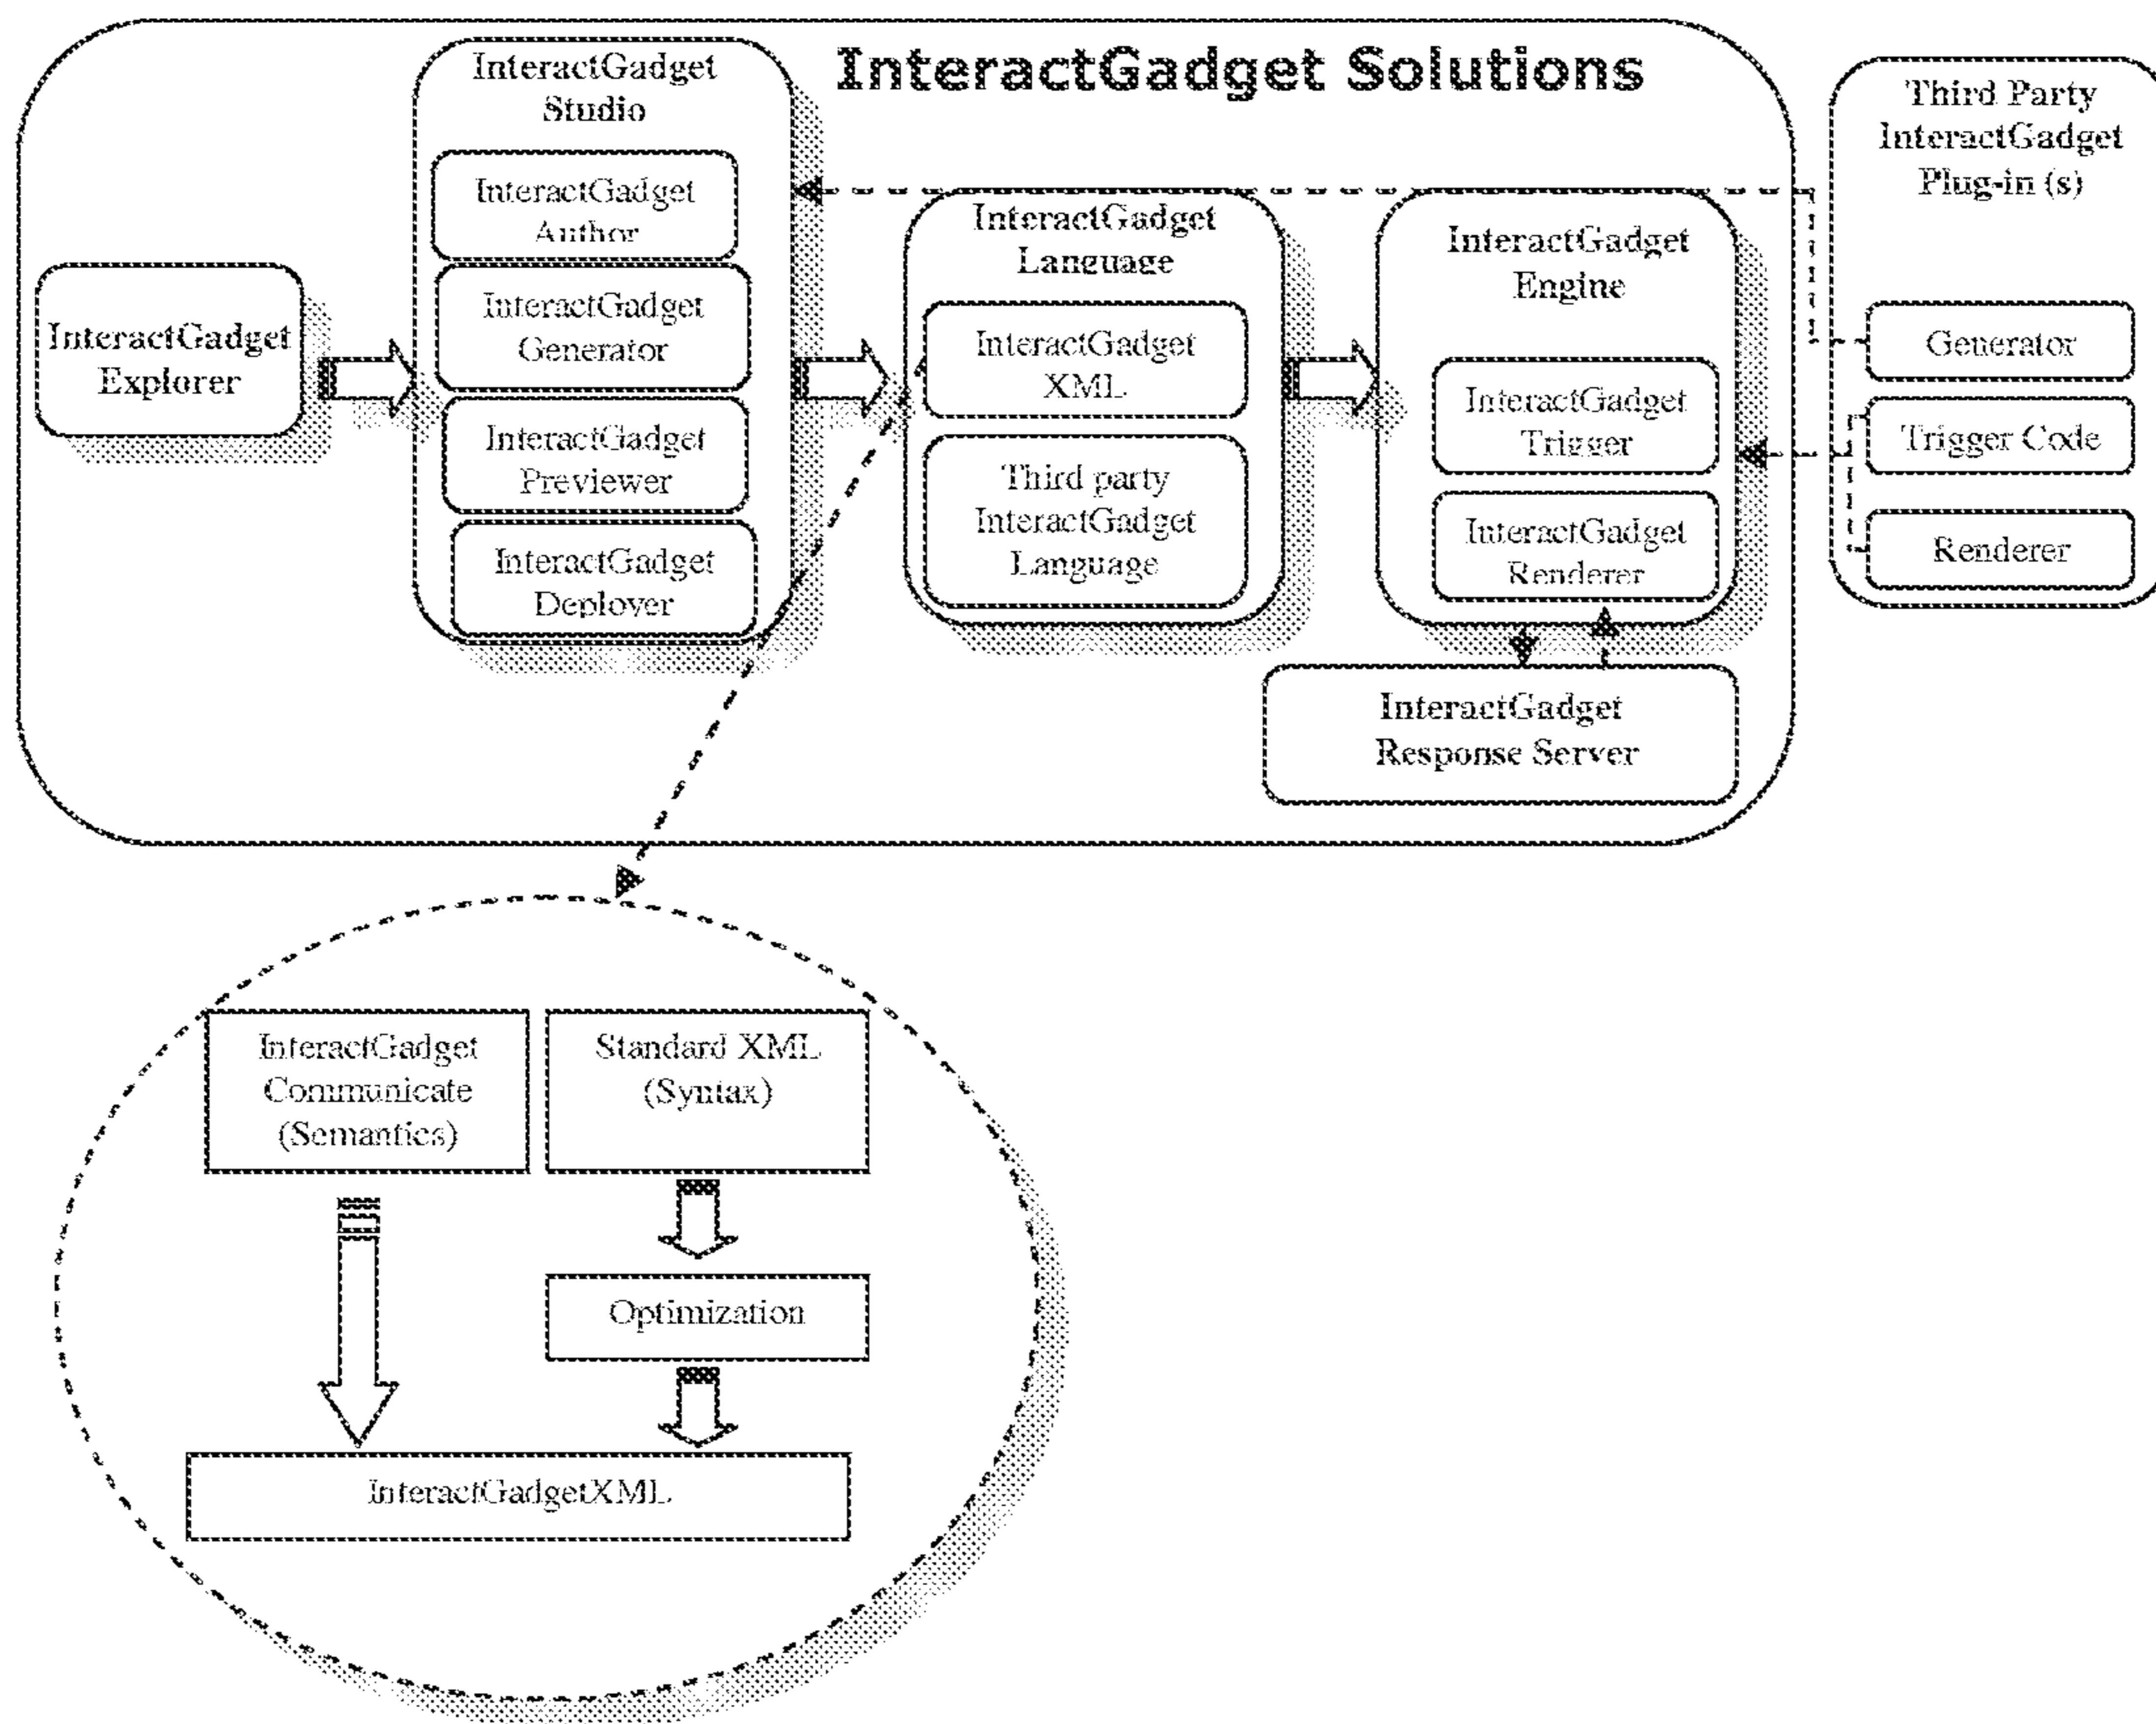 InteractGadget Solutions
InteractGadget
Explorer
InteractGadget
Studio
InteractGadget
Author
InteractGadget
Generator
InteractGadget
Previewer
InteractGadget
Deployer
InteractGadget
Language
InteractGadget
XML
Third party
InteractGadget
Language
InteractGadget
Engine
InteractGadget
Trigger
InteractGadget
Renderer
InteractGadget
Response Server
Third Party
InteractGadget
Plug-in (s)
Generator
Trigger Code
Renderer
InteractGadget
Communicate
(Semantics)
Standard XML
(Syntax)
Optimization
InteractGadgetXML